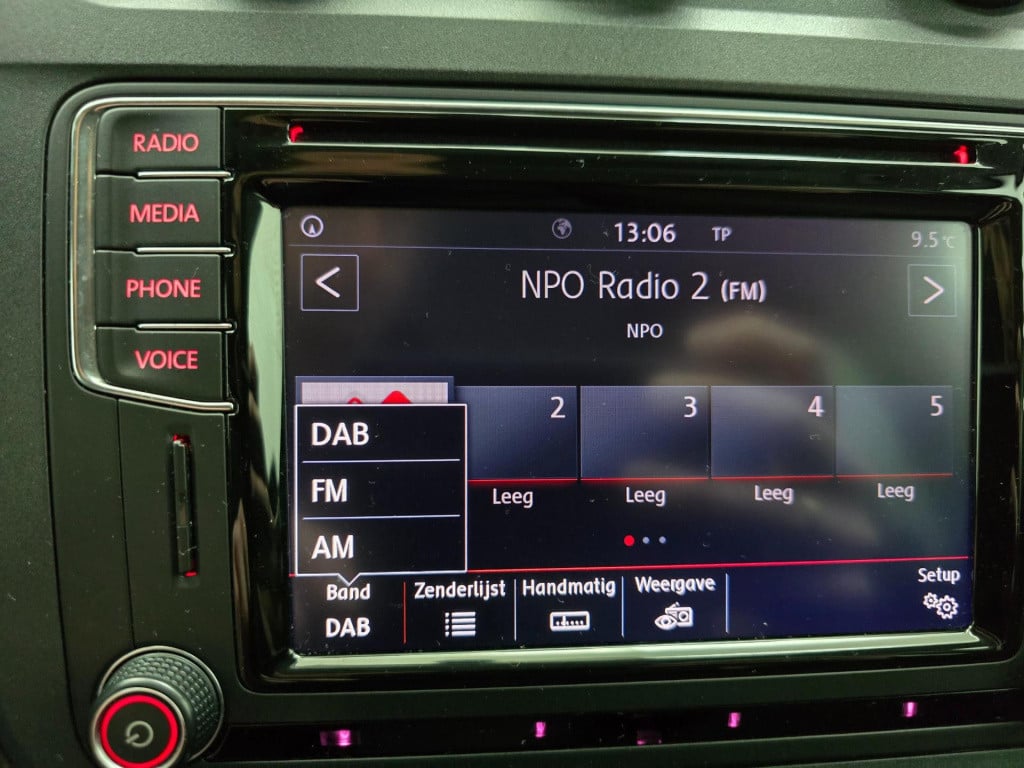 RADIO
MEDIA
PHONE
VOICE
13:06 TP 9.5°C
< NPO Radio 2 (FM) >
NPO
DAB
FM
AM
2 3 4 5
Leeg Leeg Leeg Leeg
Band Zenderlijst Handmatig Weergave Setup
DAB